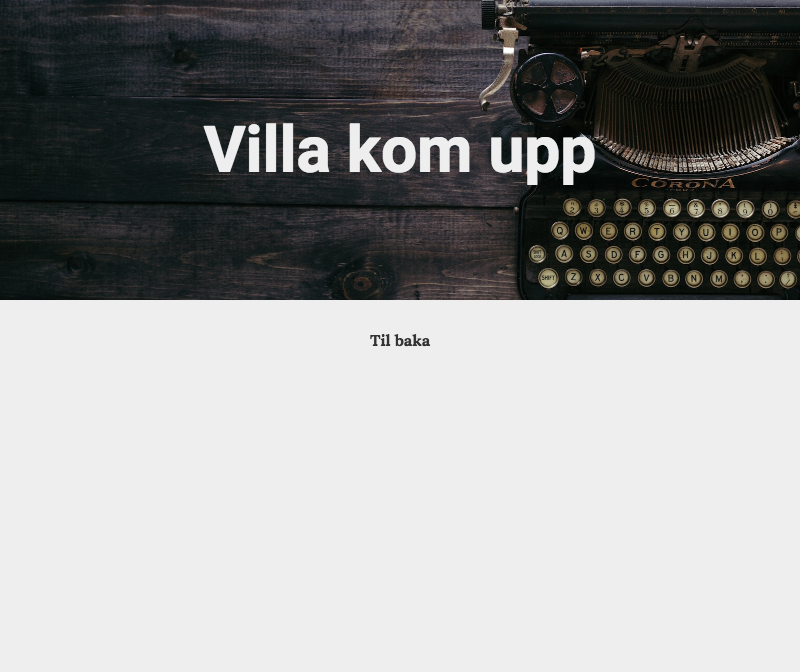 Villa kom upp
CORONA
Q W E R T Y U I O P
A S D F G H J K L
SHIFT Z X C V B N M
Til baka